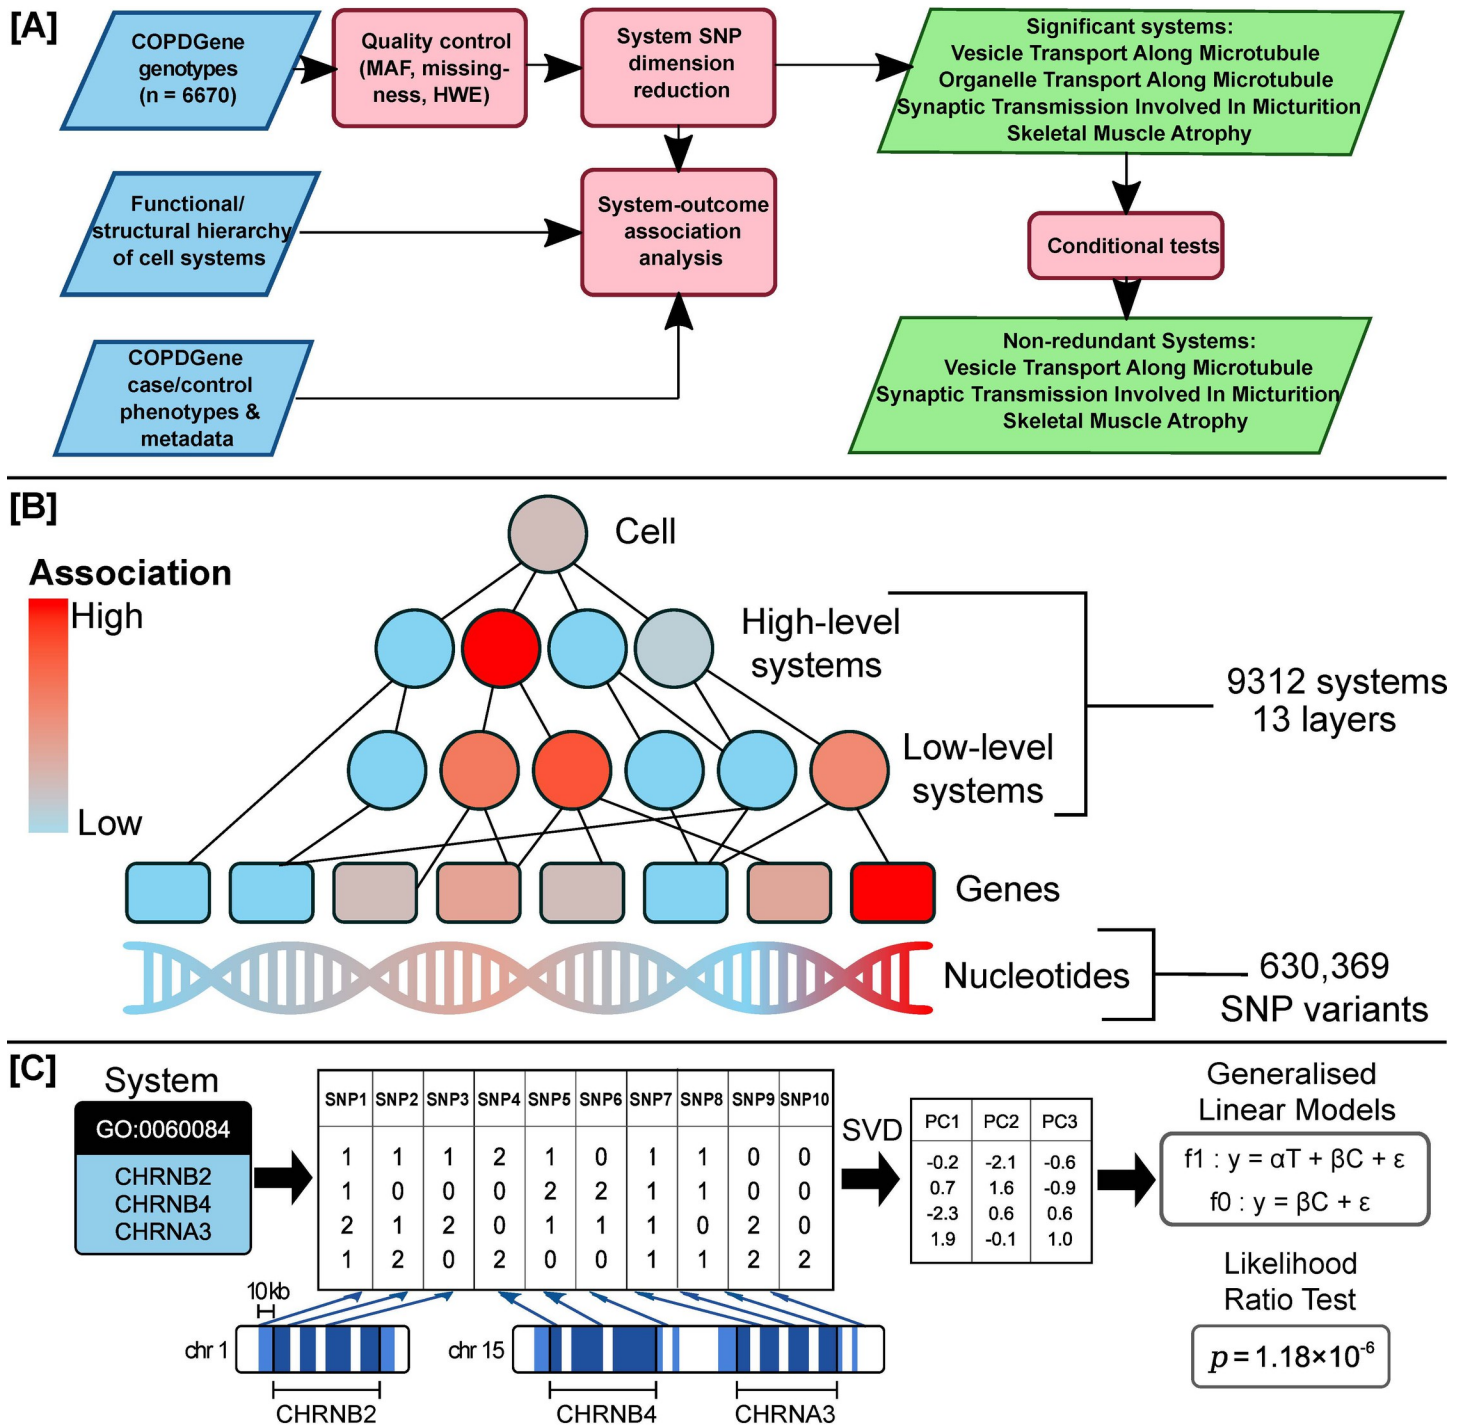 [A]
COPDGene
genotypes
(n = 6670)
Quality control
(MAF, missing-
ness, HWE)
System SNP
dimension
reduction
Significant systems:
Vesicle Transport Along Microtubule
Organelle Transport Along Microtubule
Synaptic Transmission Involved In Micturition
Skeletal Muscle Atrophy
Functional/
structural hierarchy
of cell systems
System-outcome
association
analysis
Conditional tests
COPDGene
case/control
phenotypes &
metadata
Non-redundant Systems:
Vesicle Transport Along Microtubule
Synaptic Transmission Involved In Micturition
Skeletal Muscle Atrophy
[B]
Association
High
Low
Cell
High-level
systems
Low-level
systems
9312 systems
13 layers
Genes
Nucleotides
630,369
SNP variants
[C]
System
GO:0060084
CHRNB2
CHRNB4
CHRNA3
SNP1 SNP2 SNP3 SNP4 SNP5 SNP6 SNP7 SNP8 SNP9 SNP10
1 1 1 2 1 0 1 1 0 0
1 0 0 0 2 2 1 1 0 0
2 1 2 0 1 1 1 0 2 0
1 2 0 2 0 0 1 1 2 2
SVD
PC1 PC2 PC3
-0.2 -2.1 -0.6
0.7 1.6 -0.9
-2.3 0.6 0.6
1.9 -0.1 1.0
Generalised
Linear Models
f1 : y = αT + βC + ε
f0 : y = βC + ε
Likelihood
Ratio Test
p = 1.18×10⁻⁶
10 kb
chr 1
CHRNB2
chr 15
CHRNB4
CHRNA3